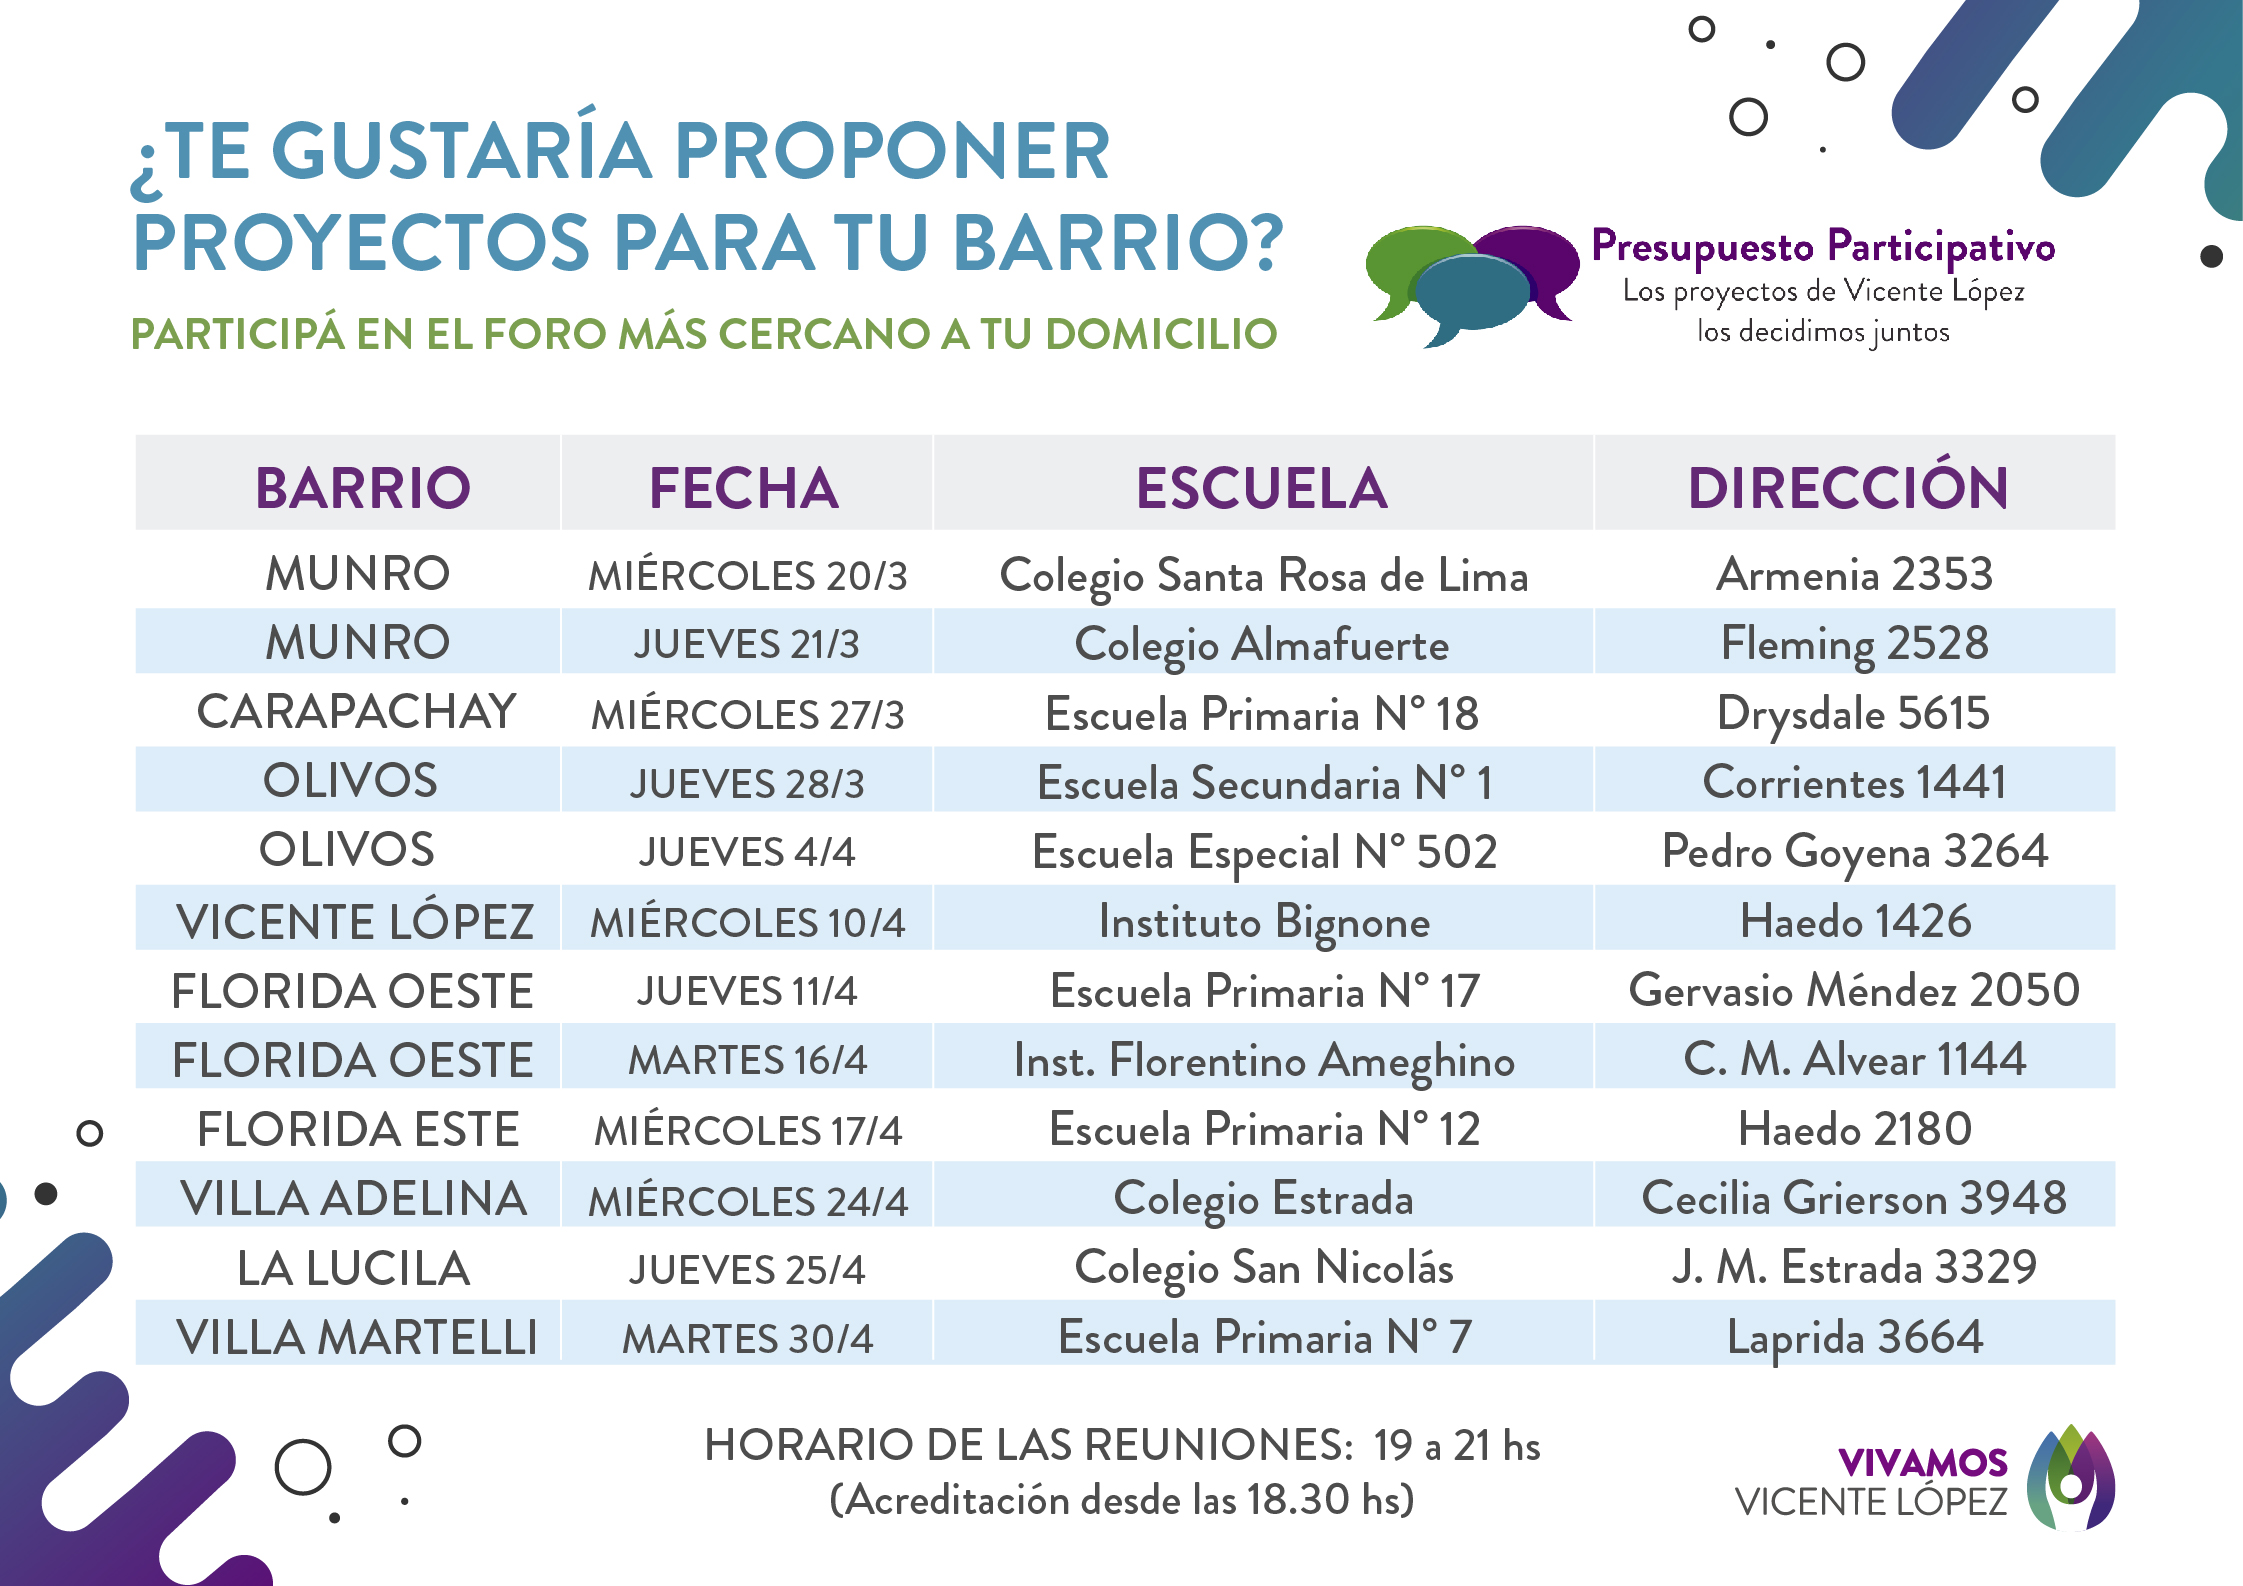 ¿TE GUSTARÍA PROPONER
PROYECTOS PARA TU BARRIO?
PARTICIPÁ EN EL FORO MÁS CERCANO A TU DOMICILIO
Presupuesto Participativo
Los proyectos de Vicente López
los decidimos juntos
BARRIO FECHA ESCUELA DIRECCIÓN
MUNRO MIÉRCOLES 20/3 Colegio Santa Rosa de Lima Armenia 2353
MUNRO JUEVES 21/3 Colegio Almafuerte Fleming 2528
CARAPACHAY MIÉRCOLES 27/3 Escuela Primaria N° 18 Drysdale 5615
OLIVOS JUEVES 28/3 Escuela Secundaria N° 1 Corrientes 1441
OLIVOS JUEVES 4/4 Escuela Especial N° 502 Pedro Goyena 3264
VICENTE LÓPEZ MIÉRCOLES 10/4 Instituto Bignone Haedo 1426
FLORIDA OESTE JUEVES 11/4 Escuela Primaria N° 17 Gervasio Méndez 2050
FLORIDA OESTE MARTES 16/4 Inst. Florentino Ameghino C. M. Alvear 1144
FLORIDA ESTE MIÉRCOLES 17/4 Escuela Primaria N° 12 Haedo 2180
VILLA ADELINA MIÉRCOLES 24/4 Colegio Estrada Cecilia Grierson 3948
LA LUCILA JUEVES 25/4 Colegio San Nicolás J. M. Estrada 3329
VILLA MARTELLI MARTES 30/4 Escuela Primaria N° 7 Laprida 3664
HORARIO DE LAS REUNIONES: 19 a 21 hs
(Acreditación desde las 18.30 hs)
VIVAMOS
VICENTE LÓPEZ